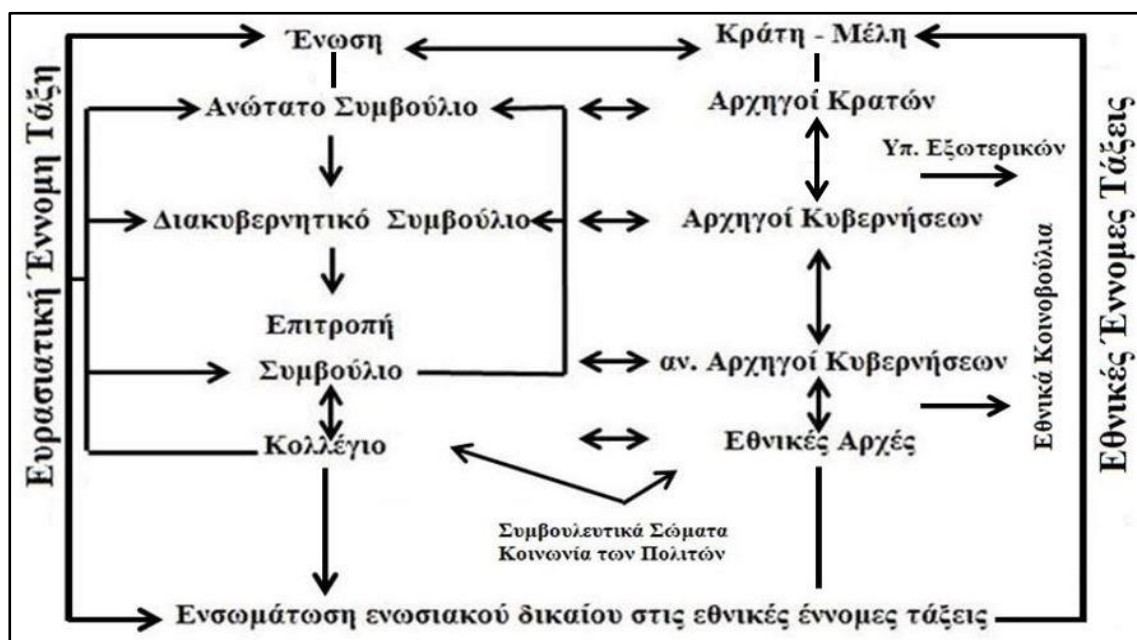 Ευρασιατική Έννομη Τάξη
Ένωση
Κράτη - Μέλη
Ανώτατο Συμβούλιο
Αρχηγοί Κρατών
Υπ. Εξωτερικών
Διακυβερνητικό Συμβούλιο
Αρχηγοί Κυβερνήσεων
Επιτροπή
Συμβούλιο
αν. Αρχηγοί Κυβερνήσεων
Κολλέγιο
Εθνικές Αρχές
Εθνικά Κοινοβούλια
Εθνικές Έννομες Τάξεις
Συμβουλευτικά Σώματα
Κοινωνία των Πολιτών
Ενσωμάτωση ενωσιακού δικαίου στις εθνικές έννομες τάξεις